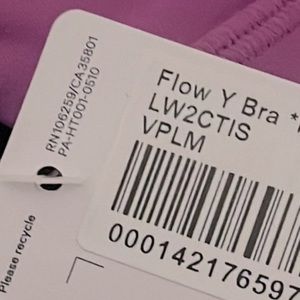 RN106259/CA35801
PA-HT001-0510
Flow Y Bra *
LW2CTIS
VPLM
000142176597
Please recycle